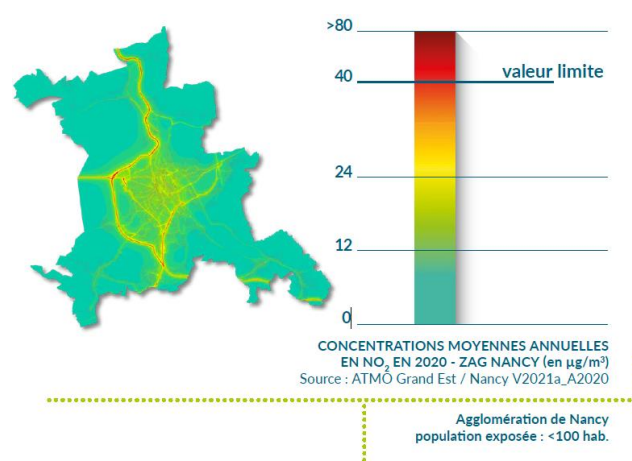 >80
40
valeur limite
24
12
0
CONCENTRATIONS MOYENNES ANNUELLES
EN NO₂ EN 2020 - ZAG NANCY (en µg/m³)
Source : ATMO Grand Est / Nancy V2021a_A2020
Agglomération de Nancy
population exposée : <100 hab.